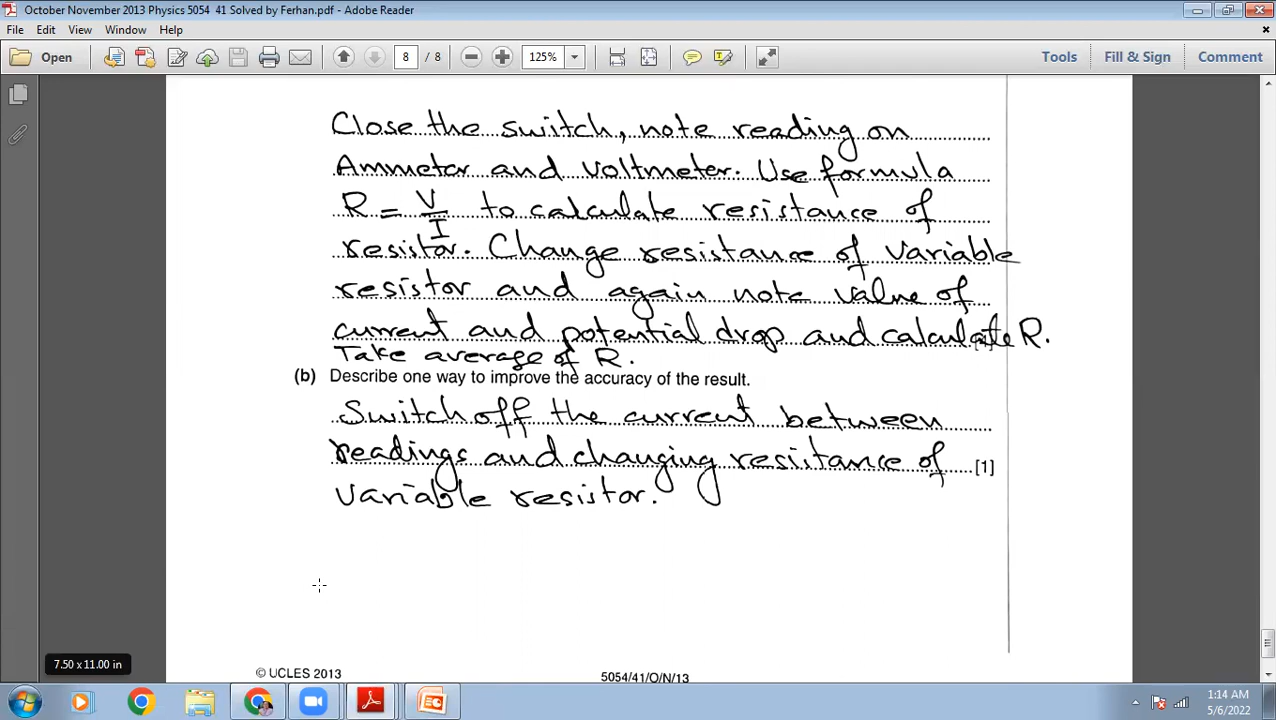 October November 2013 Physics 5054 41 Solved by Ferhan.pdf - Adobe Reader
File Edit View Window Help
Open 8 / 8 125% Tools Fill & Sign Comment
Close the switch, note reading on
Ammeter and voltmeter. Use formula
R = V/I to calculate resistance of
resistor. Change resistance of variable
resistor and again note value of
current and potential drop and calculate R.
Take average of R.
(b) Describe one way to improve the accuracy of the result.
Switch off the current between
readings and changing resistance of
[1]
variable resistor.
7.50 x 11.00 in
© UCLES 2013
5054/41/O/N/13
1:14 AM
5/6/2022